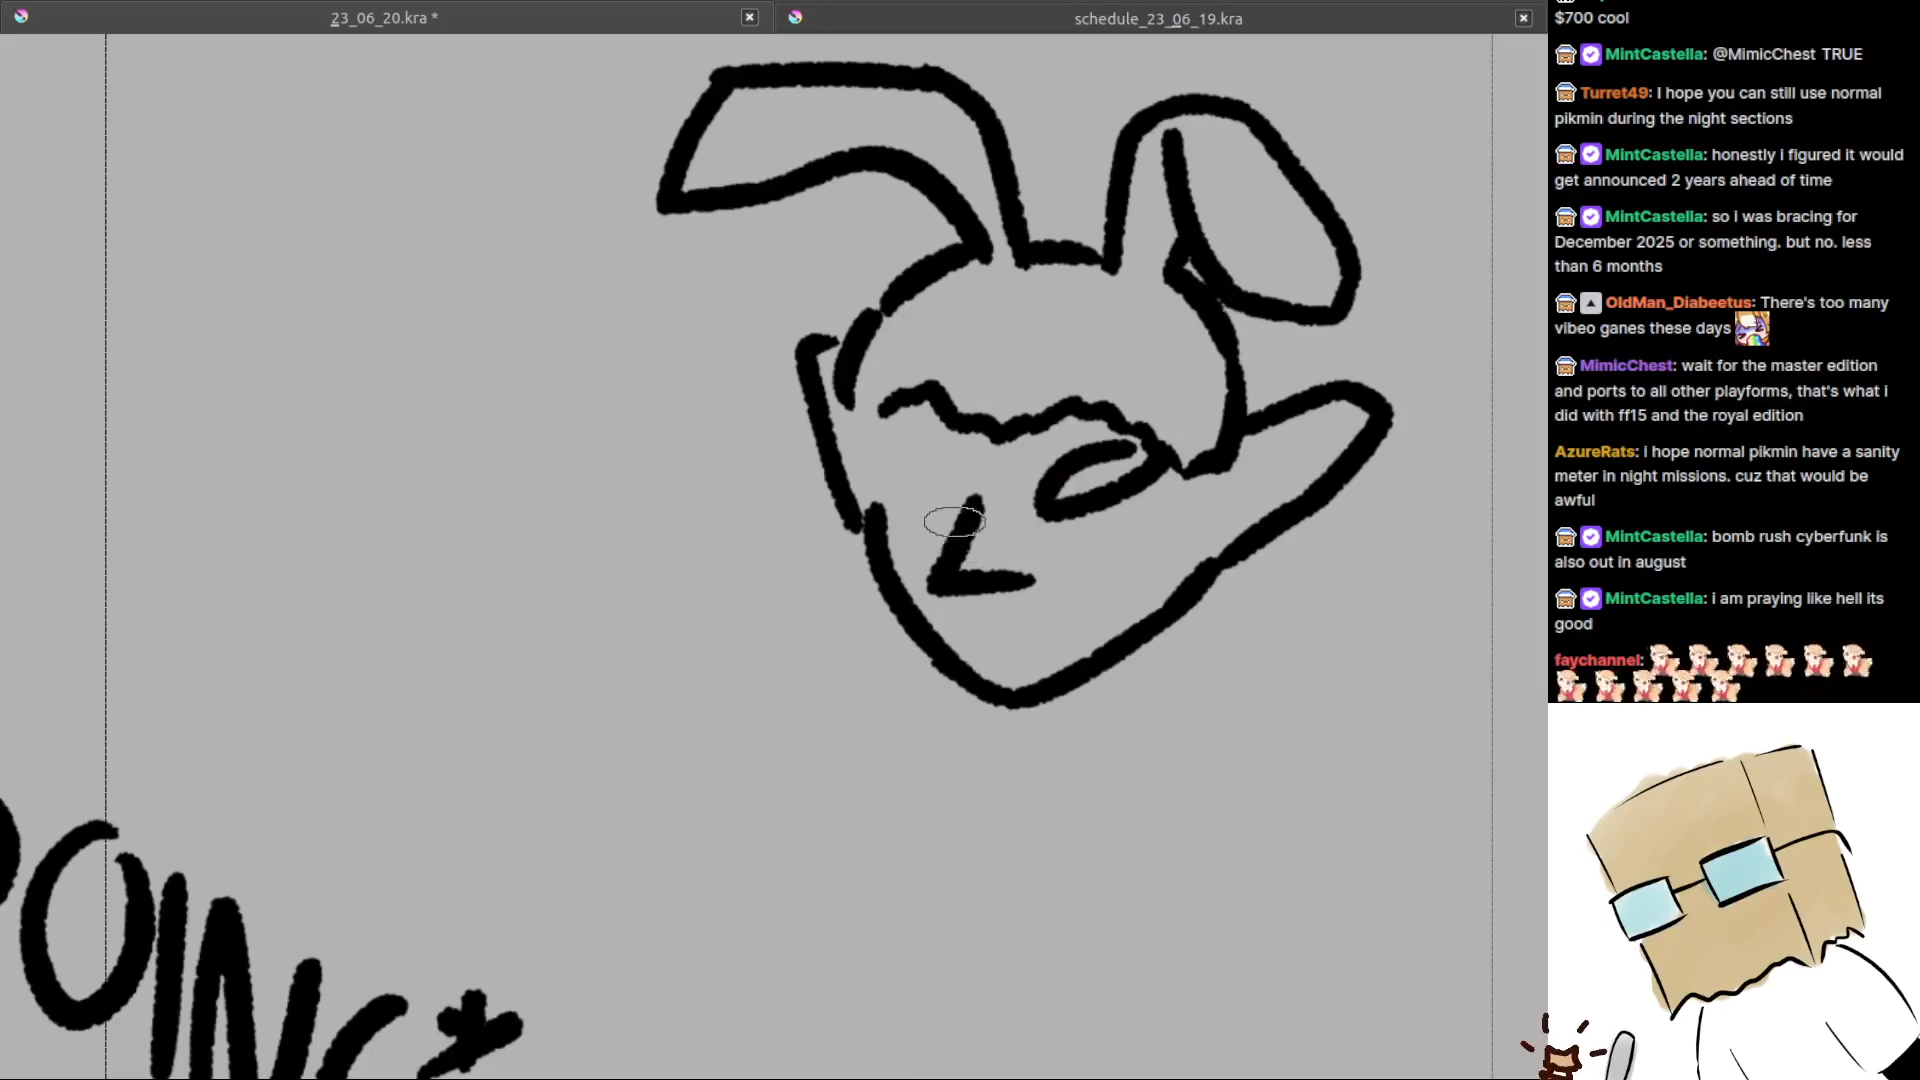 23_06_20.kra *
schedule_23_06_19.kra
$700 cool
MintCastella: @MimicChest TRUE
Turret49: I hope you can still use normal
pikmin during the night sections
MintCastella: honestly i figured it would
get announced 2 years ahead of time
MintCastella: so i was bracing for
December 2025 or something. but no. less
than 6 months
OldMan_Diabeetus: There's too many
vibeo ganes these days
MimicChest: wait for the master edition
and ports to all other playforms, that's what i
did with ff15 and the royal edition
AzureRats: i hope normal pikmin have a sanity
meter in night missions. cuz that would be
awful
MintCastella: bomb rush cyberfunk is
also out in august
MintCastella: i am praying like hell its
good
faychannel:
OING*